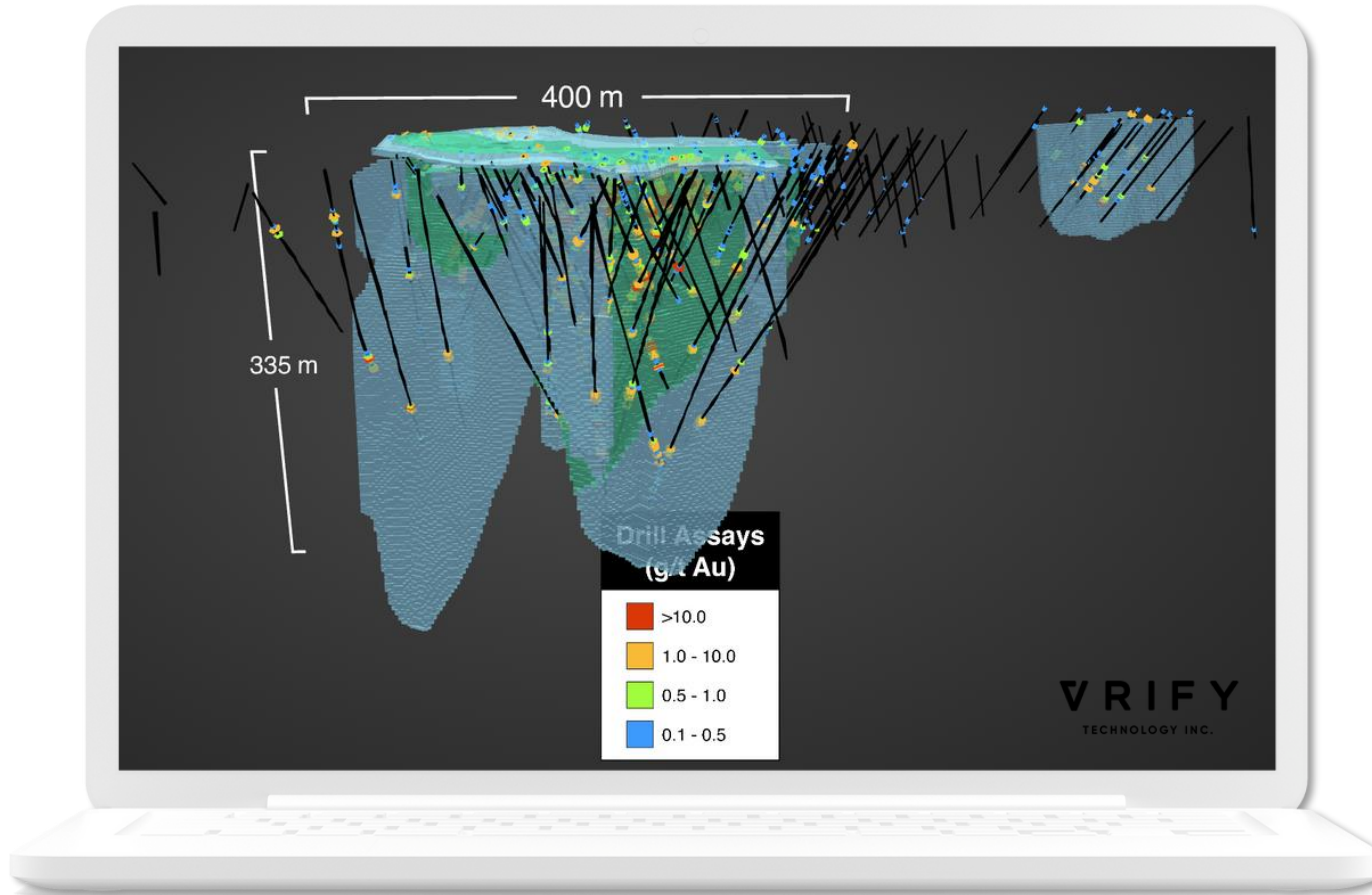 400 m
335 m
Drill Assays
(g/t Au)
>10.0
1.0 - 10.0
0.5 - 1.0
0.1 - 0.5
VRIFY
TECHNOLOGY INC.